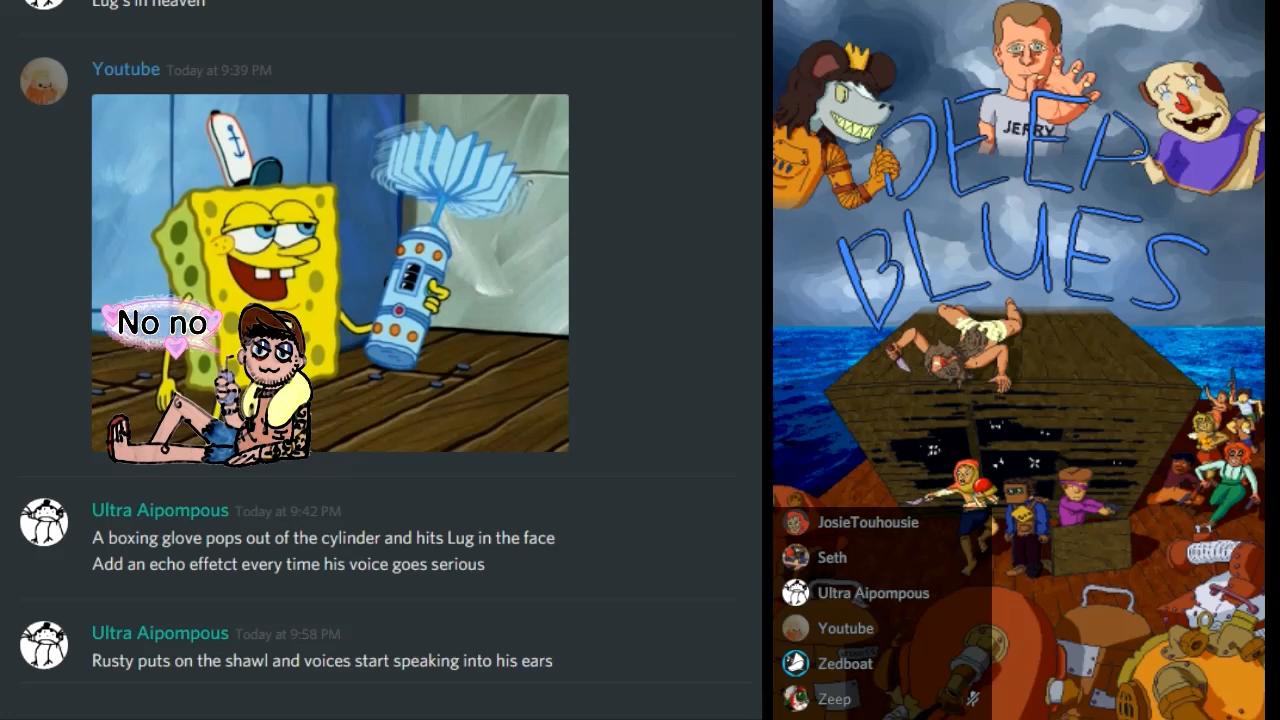 Lug's in heaven
Youtube Today at 9:39 PM
No no
Ultra Aipompous Today at 9:42 PM
A boxing glove pops out of the cylinder and hits Lug in the face
Add an echo effetct every time his voice goes serious
Ultra Aipompous Today at 9:58 PM
Rusty puts on the shawl and voices start speaking into his ears
JERRY
DEEP
BLUES
JosieTouhousie
Seth
Ultra Aipompous
Youtube
Zedboat
Zeep